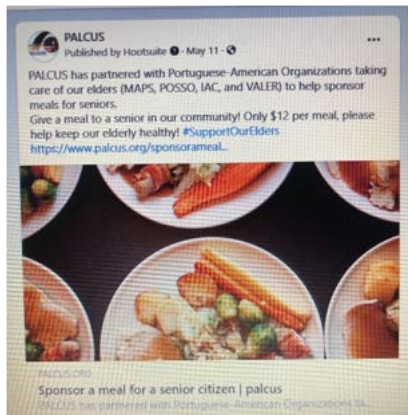 PALCUS
Published by Hootsuite · May 11 ·
PALCUS has partnered with Portuguese-American Organizations taking
care of our elders (MAPS, POSSO, IAC, and VALER) to help sponsor
meals for seniors.
Give a meal to a senior in our community! Only $12 per meal, please
help keep our elderly healthy! #SupportOurElders
https://www.palcus.org/sponsorameal...
PALCUS.ORG
Sponsor a meal for a senior citizen | palcus
PALCUS has partnered with Portuguese-American Organizations ta...